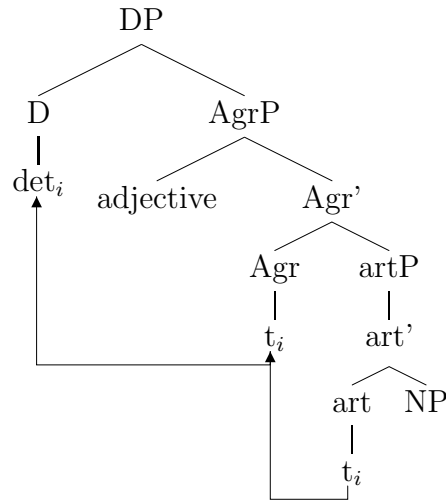 DP
D AgrP
det_i adjective Agr'
Agr artP
t_i art'
art NP
t_i